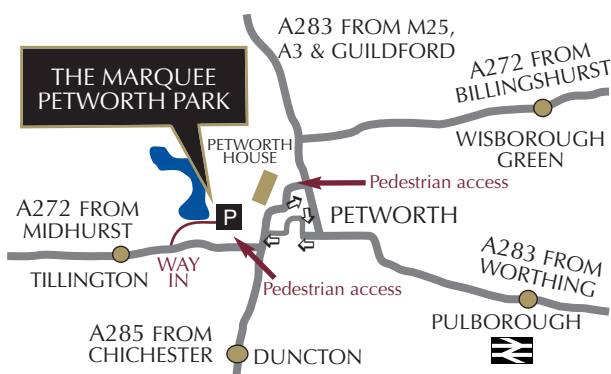 A283 FROM M25,
A3 & GUILDFORD
THE MARQUEE
PETWORTH PARK
A272 FROM
BILLINGSHURST
WISBOROUGH
GREEN
PETWORTH
HOUSE
Pedestrian access
P
PETWORTH
A272 FROM
MIDHURST
TILLINGTON
WAY
IN
Pedestrian access
A283 FROM
WORTHING
PULBOROUGH
A285 FROM
CHICHESTER
DUNCTON